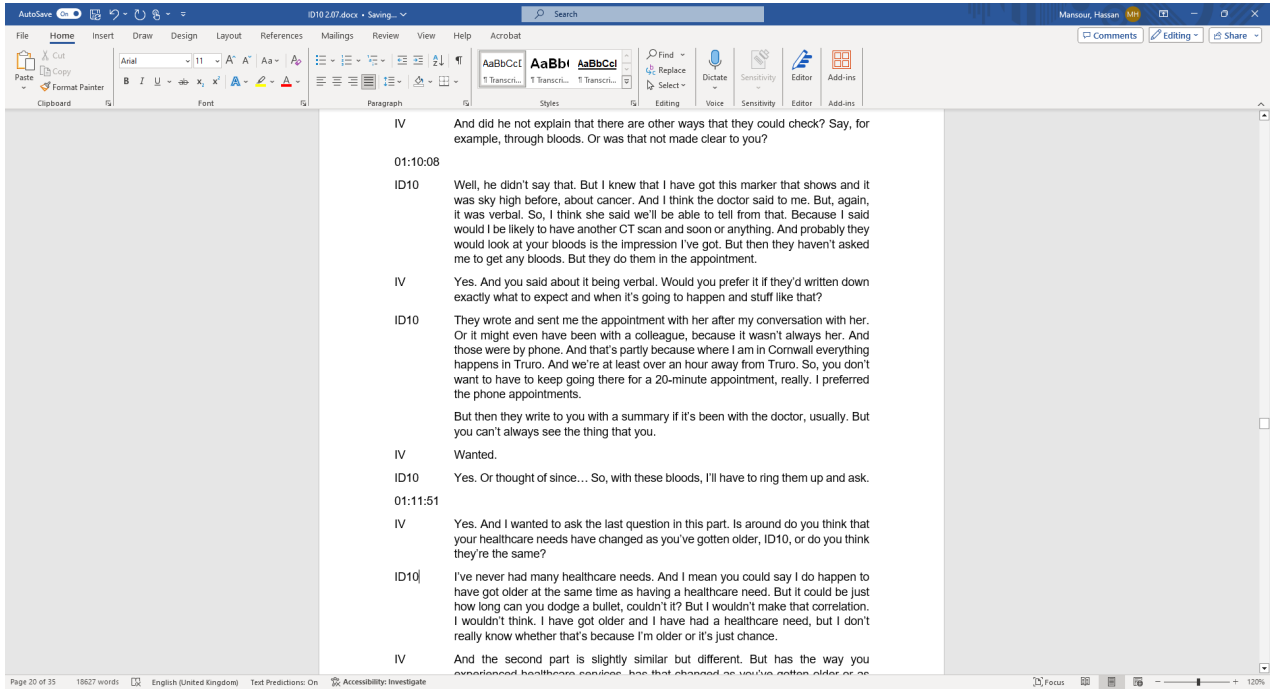 AutoSave On ID10 2.07.docx • Saving... Search Mansour, Hassan MH
File Home Insert Draw Design Layout References Mailings Review View Help Acrobat Comments Editing Share
Paste Cut Copy Format Painter
Arial 11
AaBbCcI AaBb( AaBbCcI
¶ Transcri... ¶ Transcri... ¶ Transcri...
Find Replace Select
Dictate Sensitivity Editor Add-ins
Clipboard Font Paragraph Styles Editing Voice Sensitivity Editor Add-ins
IV And did he not explain that there are other ways that they could check? Say, for
example, through bloods. Or was that not made clear to you?
01:10:08
ID10 Well, he didn't say that. But I knew that I have got this marker that shows and it
was sky high before, about cancer. And I think the doctor said to me. But, again,
it was verbal. So, I think she said we'll be able to tell from that. Because I said
would I be likely to have another CT scan and soon or anything. And probably they
would look at your bloods is the impression I've got. But then they haven't asked
me to get any bloods. But they do them in the appointment.
IV Yes. And you said about it being verbal. Would you prefer it if they'd written down
exactly what to expect and when it's going to happen and stuff like that?
ID10 They wrote and sent me the appointment with her after my conversation with her.
Or it might even have been with a colleague, because it wasn't always her. And
those were by phone. And that's partly because where I am in Cornwall everything
happens in Truro. And we're at least over an hour away from Truro. So, you don't
want to have to keep going there for a 20-minute appointment, really. I preferred
the phone appointments.
But then they write to you with a summary if it's been with the doctor, usually. But
you can't always see the thing that you.
IV Wanted.
ID10 Yes. Or thought of since… So, with these bloods, I'll have to ring them up and ask.
01:11:51
IV Yes. And I wanted to ask the last question in this part. Is around do you think that
your healthcare needs have changed as you've gotten older, ID10, or do you think
they're the same?
ID10 I've never had many healthcare needs. And I mean you could say I do happen to
have got older at the same time as having a healthcare need. But it could be just
how long can you dodge a bullet, couldn't it? But I wouldn't make that correlation.
I wouldn't think. I have got older and I have had a healthcare need, but I don't
really know whether that's because I'm older or it's just chance.
IV And the second part is slightly similar but different. But has the way you
experienced healthcare services, has that changed as you've gotten older or as
Page 20 of 35 18627 words English (United Kingdom) Text Predictions: On Accessibility: Investigate Focus 120%